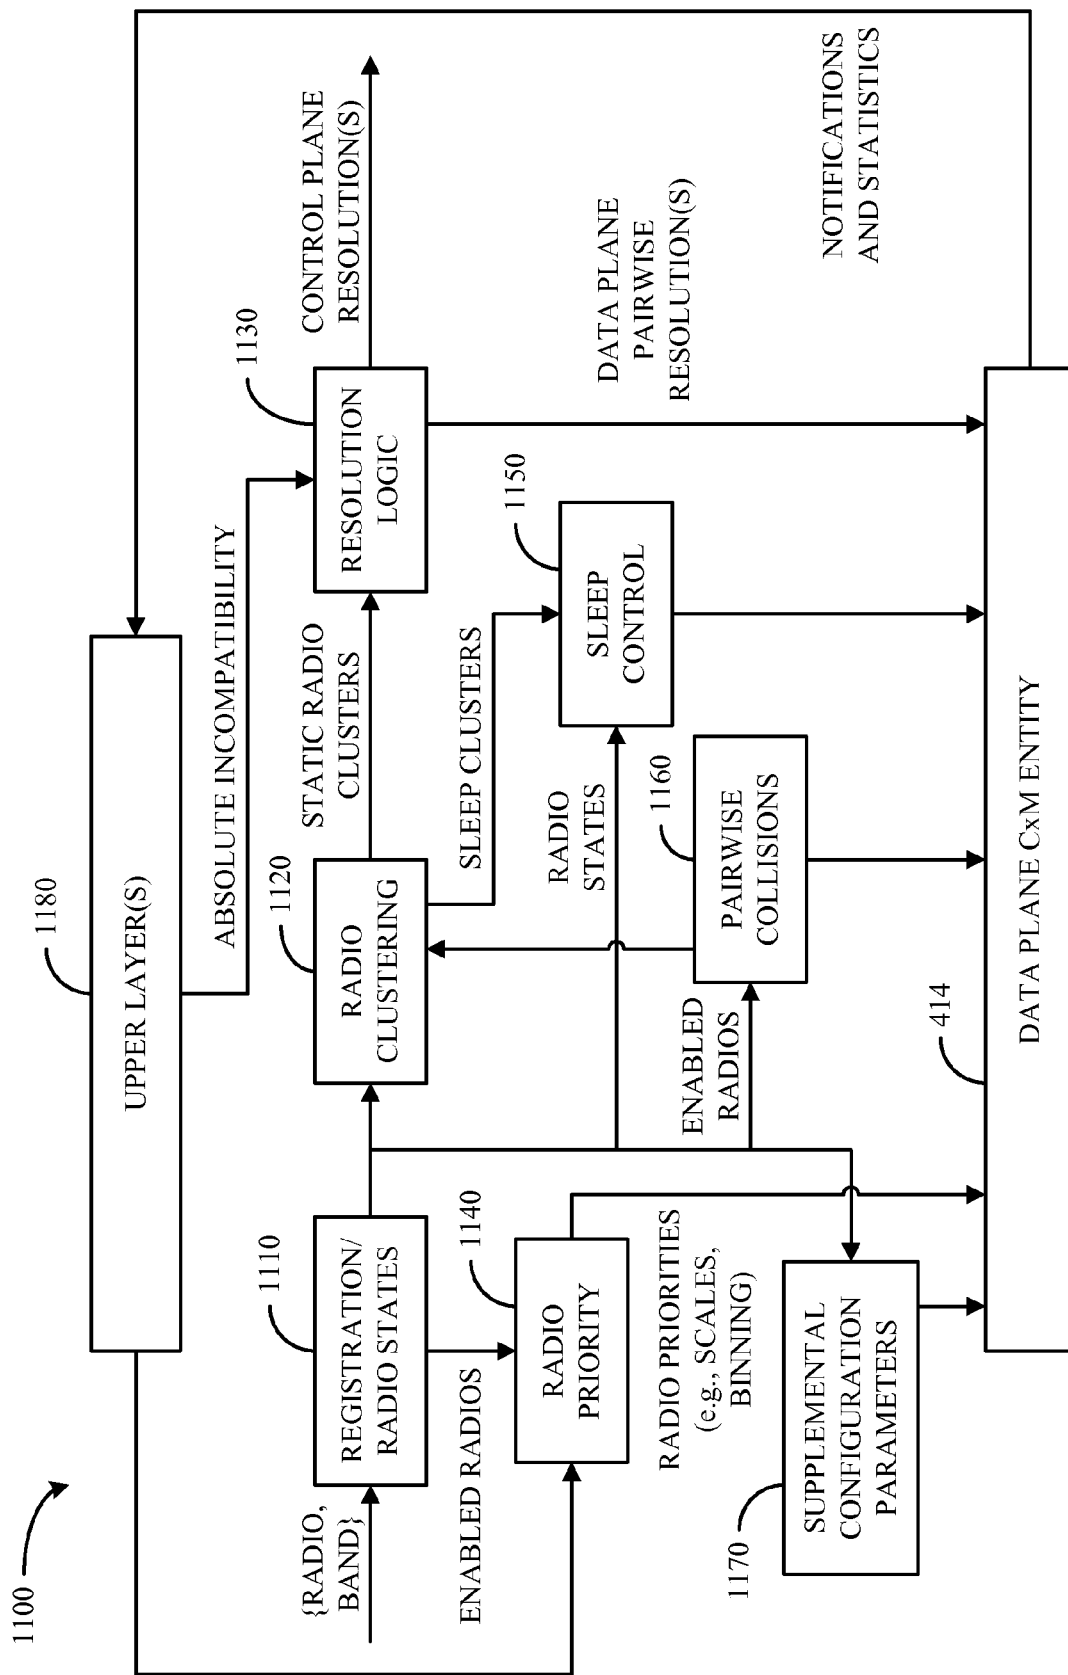 1100
1180
UPPER LAYER(S)
ABSOLUTE INCOMPATIBILITY
{RADIO,
BAND}
1110
REGISTRATION/
RADIO STATES
1120
RADIO
CLUSTERING
STATIC RADIO
CLUSTERS
1130
RESOLUTION
LOGIC
CONTROL PLANE
RESOLUTION(S)
ENABLED RADIOS
1140
RADIO
PRIORITY
SLEEP CLUSTERS
1150
SLEEP
CONTROL
RADIO
STATES
DATA PLANE
PAIRWISE
RESOLUTION(S)
RADIO PRIORITIES
(e.g., SCALES,
BINNING)
ENABLED
RADIOS
1160
PAIRWISE
COLLISIONS
1170
SUPPLEMENTAL
CONFIGURATION
PARAMETERS
NOTIFICATIONS
AND STATISTICS
414
DATA PLANE CxM ENTITY